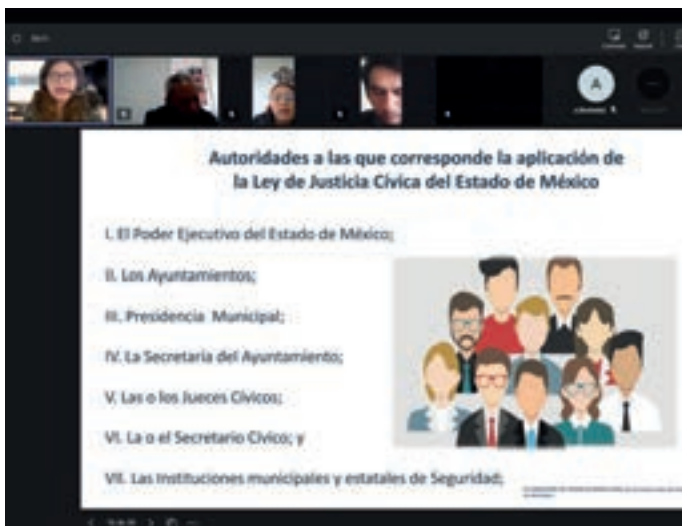 A
Autoridades a las que corresponde la aplicación de
la Ley de Justicia Cívica del Estado de México
I. El Poder Ejecutivo del Estado de México;
II. Los Ayuntamientos;
III. Presidencia Municipal;
IV. La Secretaría del Ayuntamiento;
V. Las o los Jueces Cívicos;
VI. La o el Secretario Cívico; y
VII. Las Instituciones municipales y estatales de Seguridad;